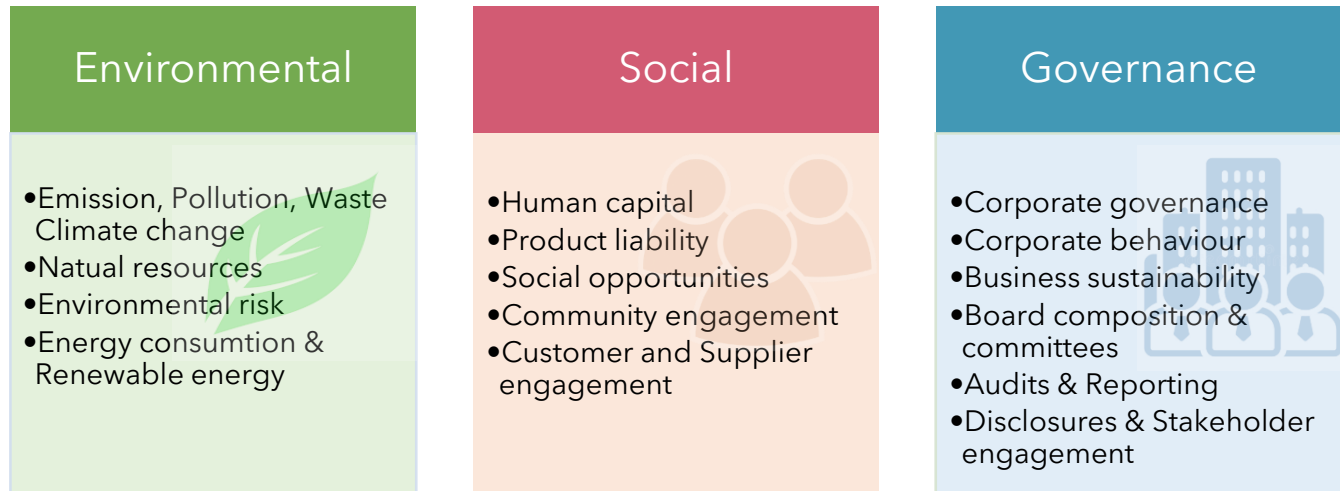 Environmental
•Emission, Pollution, Waste
Climate change
•Natual resources
•Environmental risk
•Energy consumtion &
Renewable energy
Social
•Human capital
•Product liability
•Social opportunities
•Community engagement
•Customer and Supplier
engagement
Governance
•Corporate governance
•Corporate behaviour
•Business sustainability
•Board composition &
committees
•Audits & Reporting
•Disclosures & Stakeholder
engagement